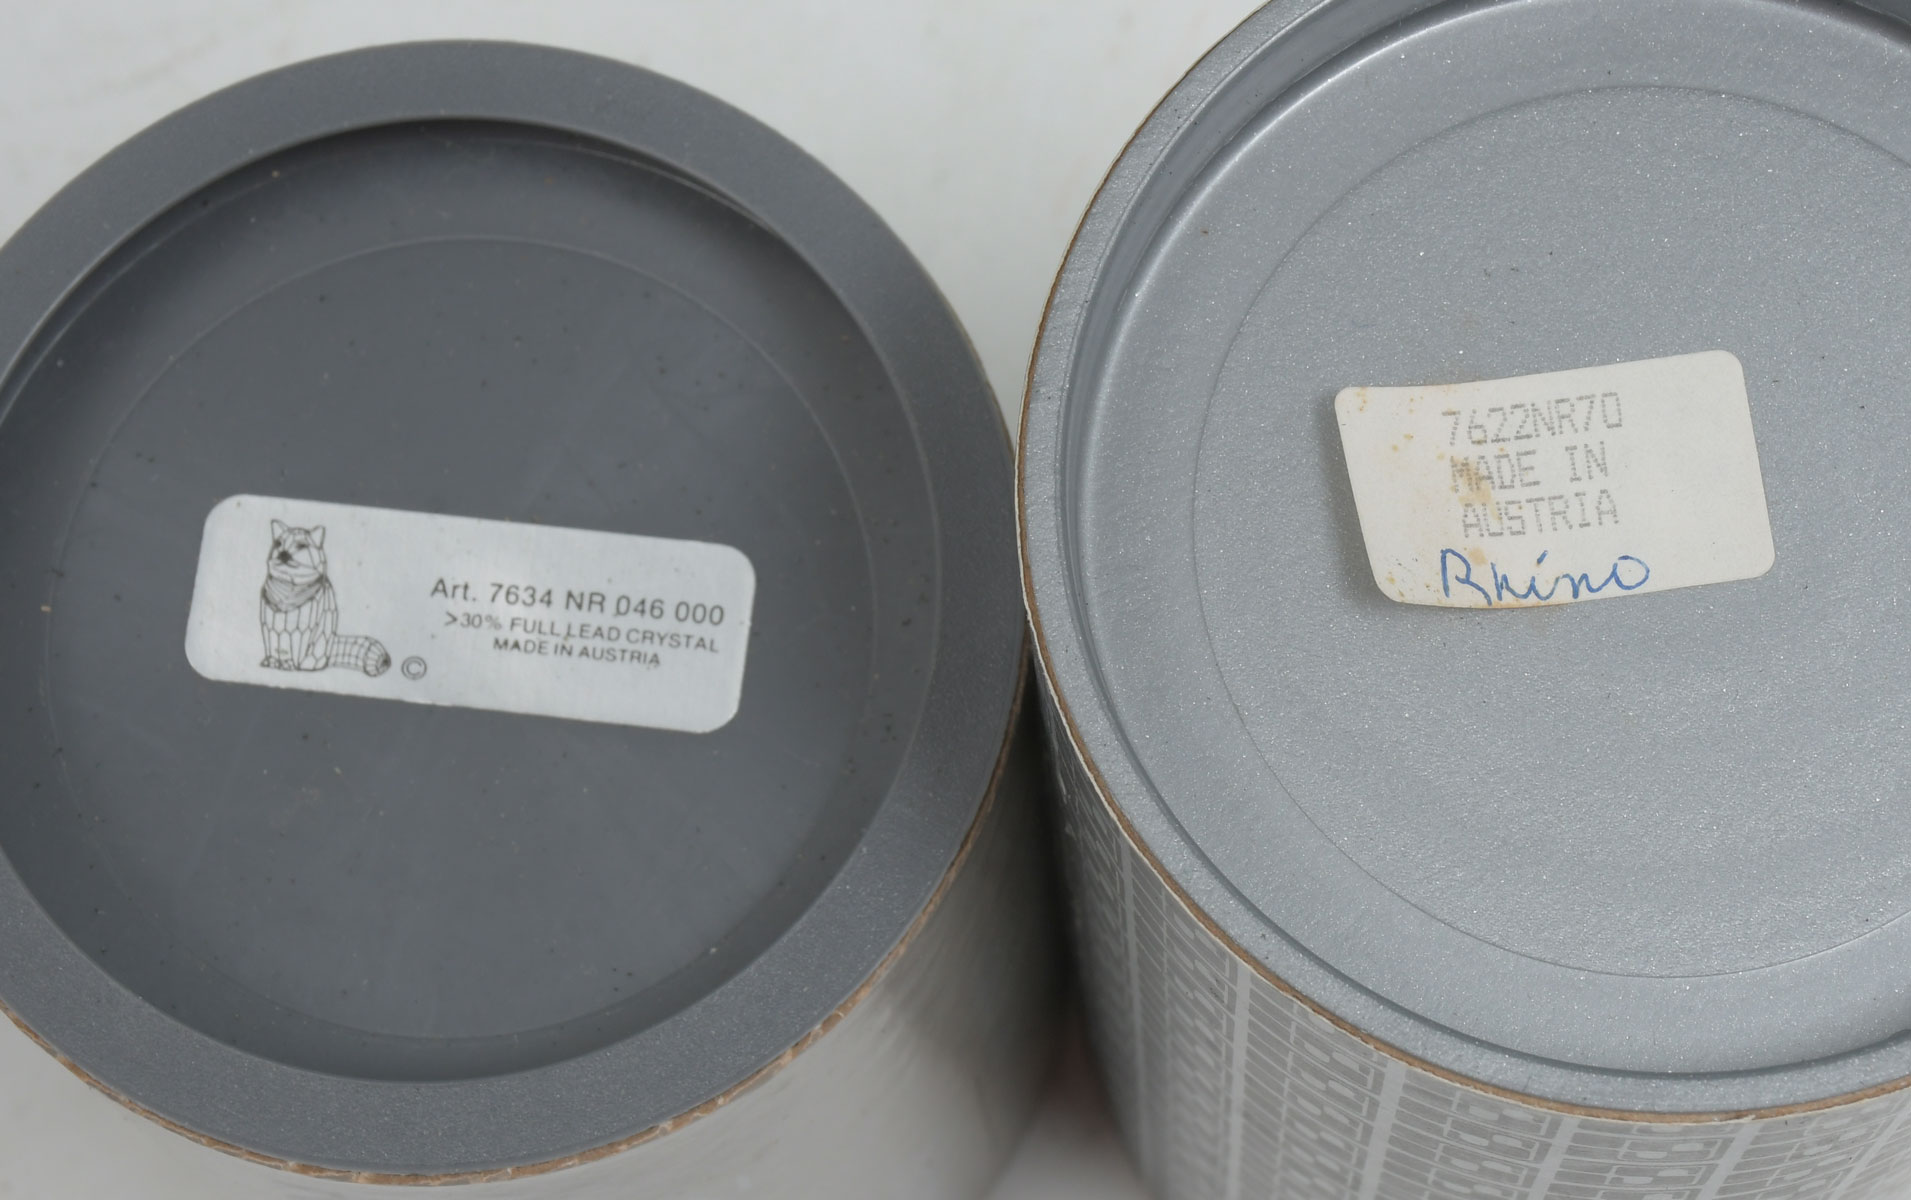 Art. 7634 NR 046 000
>30% FULL LEAD CRYSTAL
MADE IN AUSTRIA
©
7622NR70
MADE IN
AUSTRIA
Rhino